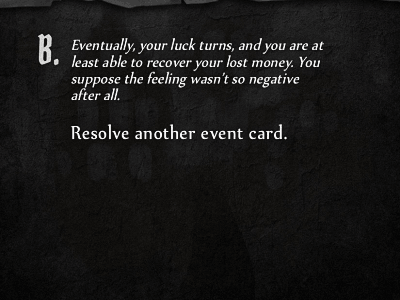 B. Eventually, your luck turns, and you are at
least able to recover your lost money. You
suppose the feeling wasn't so negative
after all.
Resolve another event card.